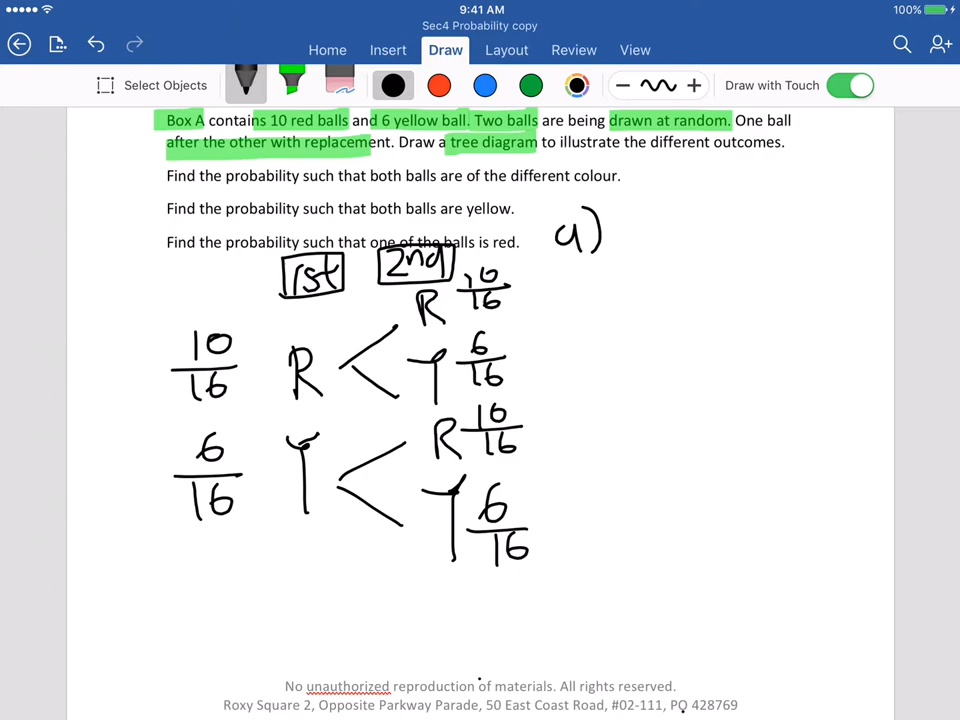 9:41 AM
100%
Sec4 Probability copy
Home Insert Draw Layout Review View
Select Objects
Draw with Touch
Box A contains 10 red balls and 6 yellow ball. Two balls are being drawn at random. One ball
after the other with replacement. Draw a tree diagram to illustrate the different outcomes.
Find the probability such that both balls are of the different colour.
Find the probability such that both balls are yellow.
Find the probability such that one of the balls is red.
a)
1st 2nd
R 10/16
10/16 R
Y 6/16
R 10/16
6/16 Y
Y 6/16
No unauthorized reproduction of materials. All rights reserved.
Roxy Square 2, Opposite Parkway Parade, 50 East Coast Road, #02-111, PO 428769